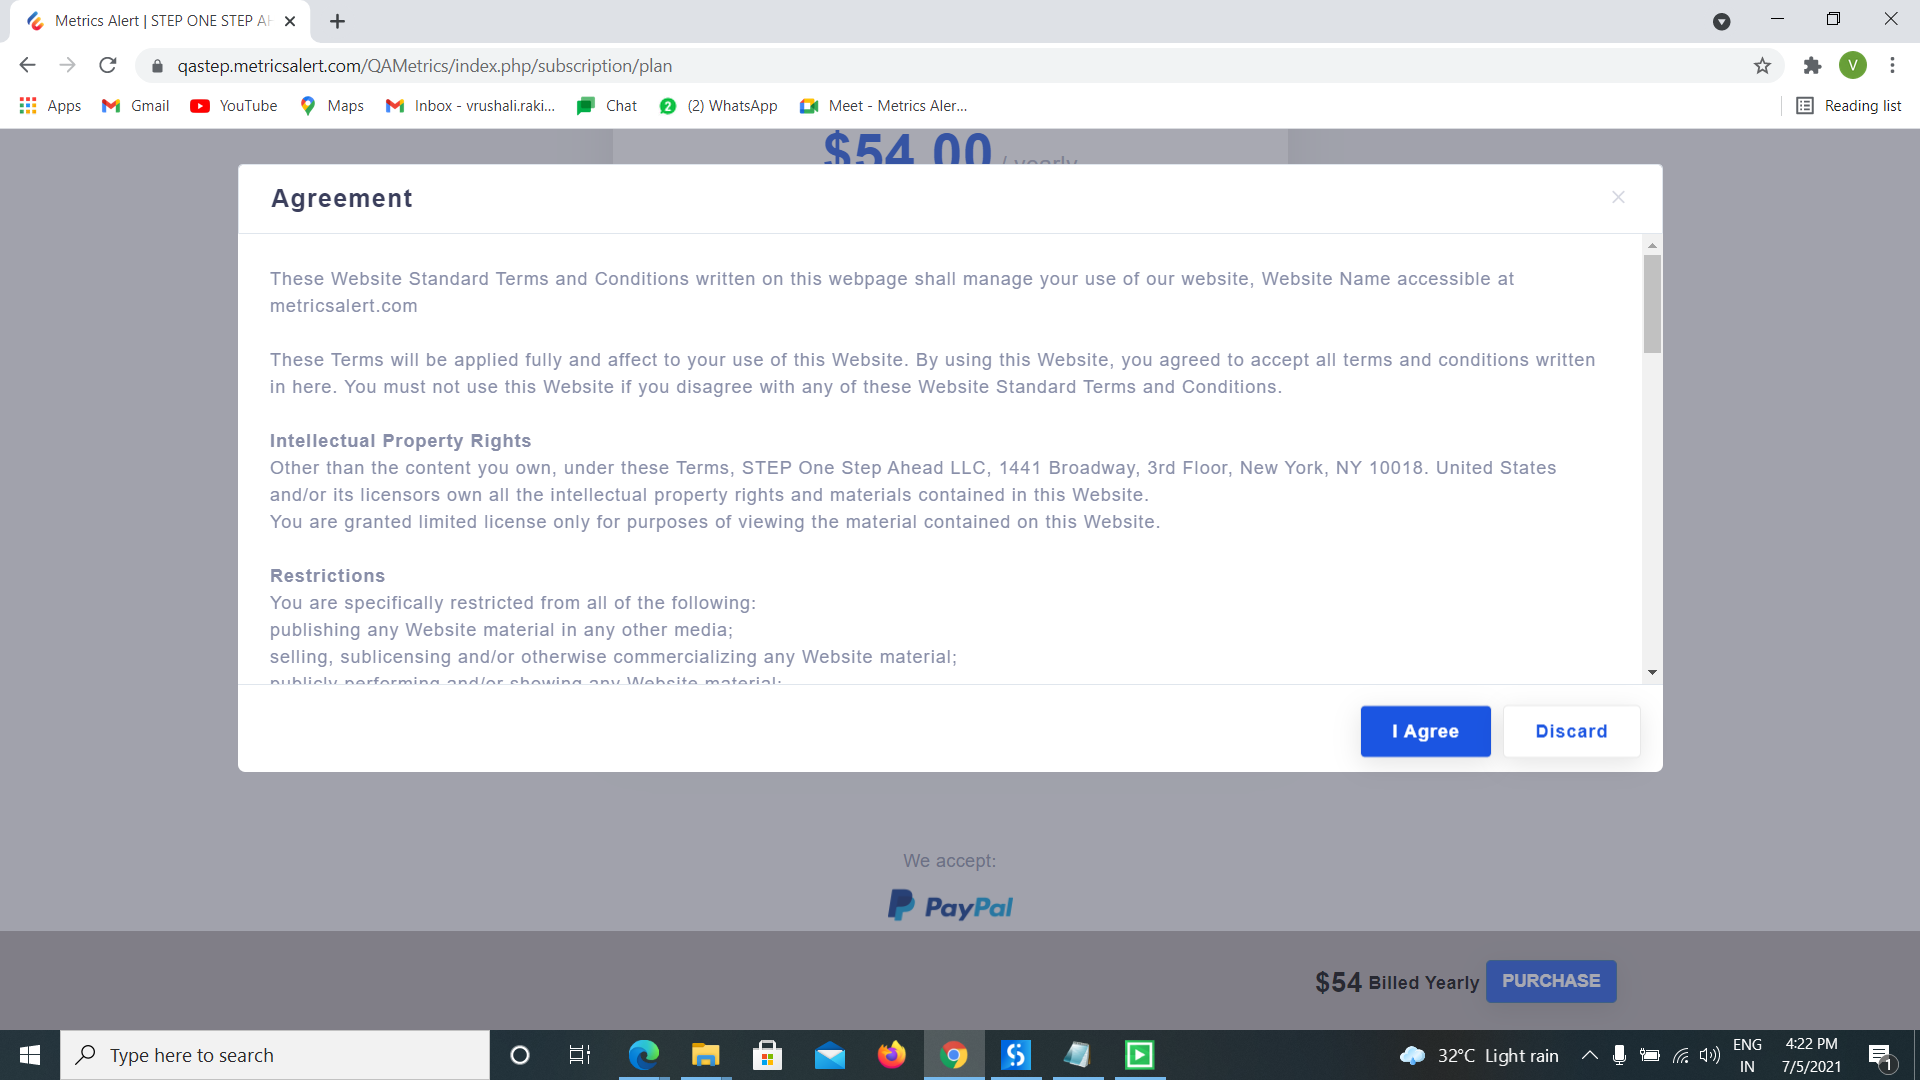 Metrics Alert | STEP ONE STEP AH
qastep.metricsalert.com/QAMetrics/index.php/subscription/plan
V
Apps
Gmail
YouTube
Maps
Inbox - vrushali.raki...
Chat
2
(2) WhatsApp
Meet - Metrics Aler...
Reading list
$54.00 / yearly
Agreement
These Website Standard Terms and Conditions written on this webpage shall manage your use of our website, Website Name accessible at
metricsalert.com
These Terms will be applied fully and affect to your use of this Website. By using this Website, you agreed to accept all terms and conditions written
in here. You must not use this Website if you disagree with any of these Website Standard Terms and Conditions.
Intellectual Property Rights
Other than the content you own, under these Terms, STEP One Step Ahead LLC, 1441 Broadway, 3rd Floor, New York, NY 10018. United States
and/or its licensors own all the intellectual property rights and materials contained in this Website.
You are granted limited license only for purposes of viewing the material contained on this Website.
Restrictions
You are specifically restricted from all of the following:
publishing any Website material in any other media;
selling, sublicensing and/or otherwise commercializing any Website material;
publicly performing and/or showing any Website material;
I Agree
Discard
We accept:
PayPal
$54 Billed Yearly
PURCHASE
Type here to search
32°C Light rain
ENG
IN
4:22 PM
7/5/2021
1